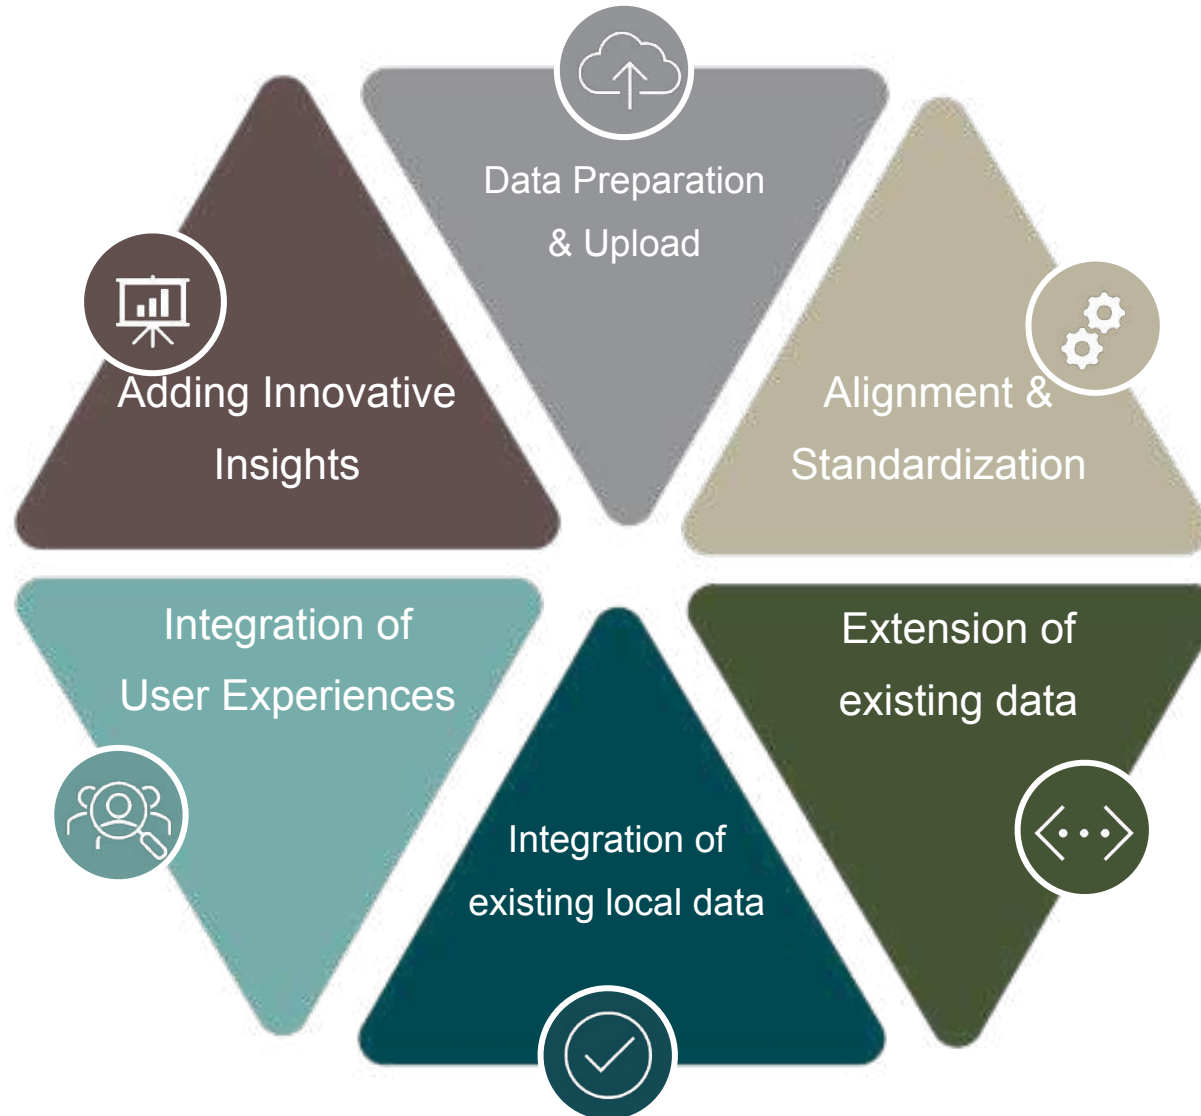 Data Preparation
& Upload
Adding Innovative
Insights
Alignment &
Standardization
Integration of
User Experiences
Extension of
existing data
Integration of
existing local data